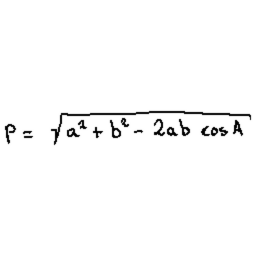 P = √(a² + b² - 2ab cos A)